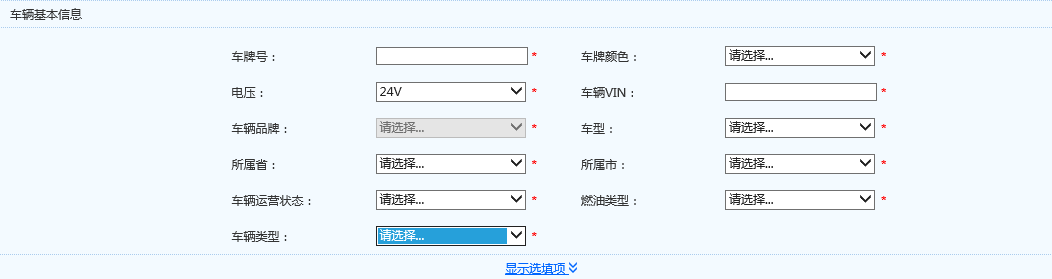 车辆基本信息
车牌号： * 车牌颜色： 请选择... *
电压： 24V * 车辆VIN： *
车辆品牌： 请选择... * 车型： 请选择... *
所属省： 请选择... * 所属市： 请选择... *
车辆运营状态： 请选择... * 燃油类型： 请选择... *
车辆类型： 请选择... *
显示选填项